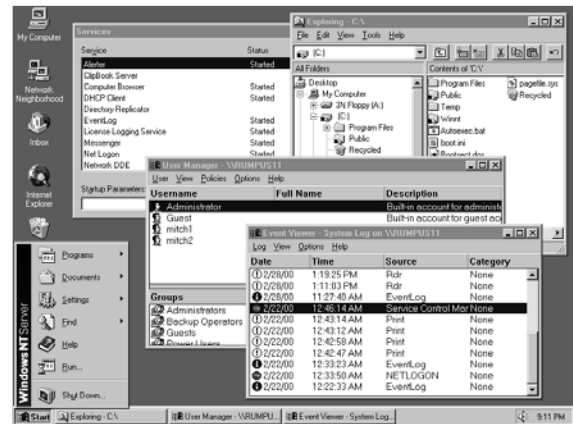 My Computer
Network
Neighborhood
Inbox
Internet
Explorer
Services
Service
Status
Alerter Started
ClipBook Server
Computer Browser Started
DHCP Client Started
Directory Replicator
EventLog Started
License Logging Service Started
Messenger Started
Net Logon Started
Network DDE
Startup Parameters:
Exploring - C:\
File Edit View Tools Help
(C:)
All Folders
Contents of 'C:\'
Desktop
My Computer
3½ Floppy (A:)
(C:)
Program Files
Public
Recycled
Program Files
Public
Temp
Winnt
Autoexec.bat
boot.ini
Bootsect.dos
pagefile.sys
Recycled
User Manager - \\RUMPUS11
User View Policies Options Help
Username Full Name Description
Administrator Built-in account for administ
Guest Built-in account for guest acc
mitch1
mitch2
Groups
Administrators
Backup Operators
Guests
Power Users
Event Viewer - System Log on \\RUMPUS11
Log View Options Help
Date Time Source Category
2/28/00 1:19:25 PM Rdr None
2/28/00 1:11:03 PM Rdr None
2/28/00 11:27:40 AM EventLog None
2/22/00 12:46:14 AM Service Control Mar None
2/22/00 12:43:14 AM Print None
2/22/00 12:43:12 AM Print None
2/22/00 12:42:58 AM Print None
2/22/00 12:42:47 AM Print None
2/22/00 12:33:23 AM EventLog None
2/22/00 12:33:50 AM NETLOGON None
2/22/00 12:22:33 AM EventLog None
Windows NT Server
Programs
Documents
Settings
Find
Help
Run...
Shut Down...
Start
Exploring - C:\
User Manager - \\RUMPU...
Event Viewer - System Log...
9:11 PM